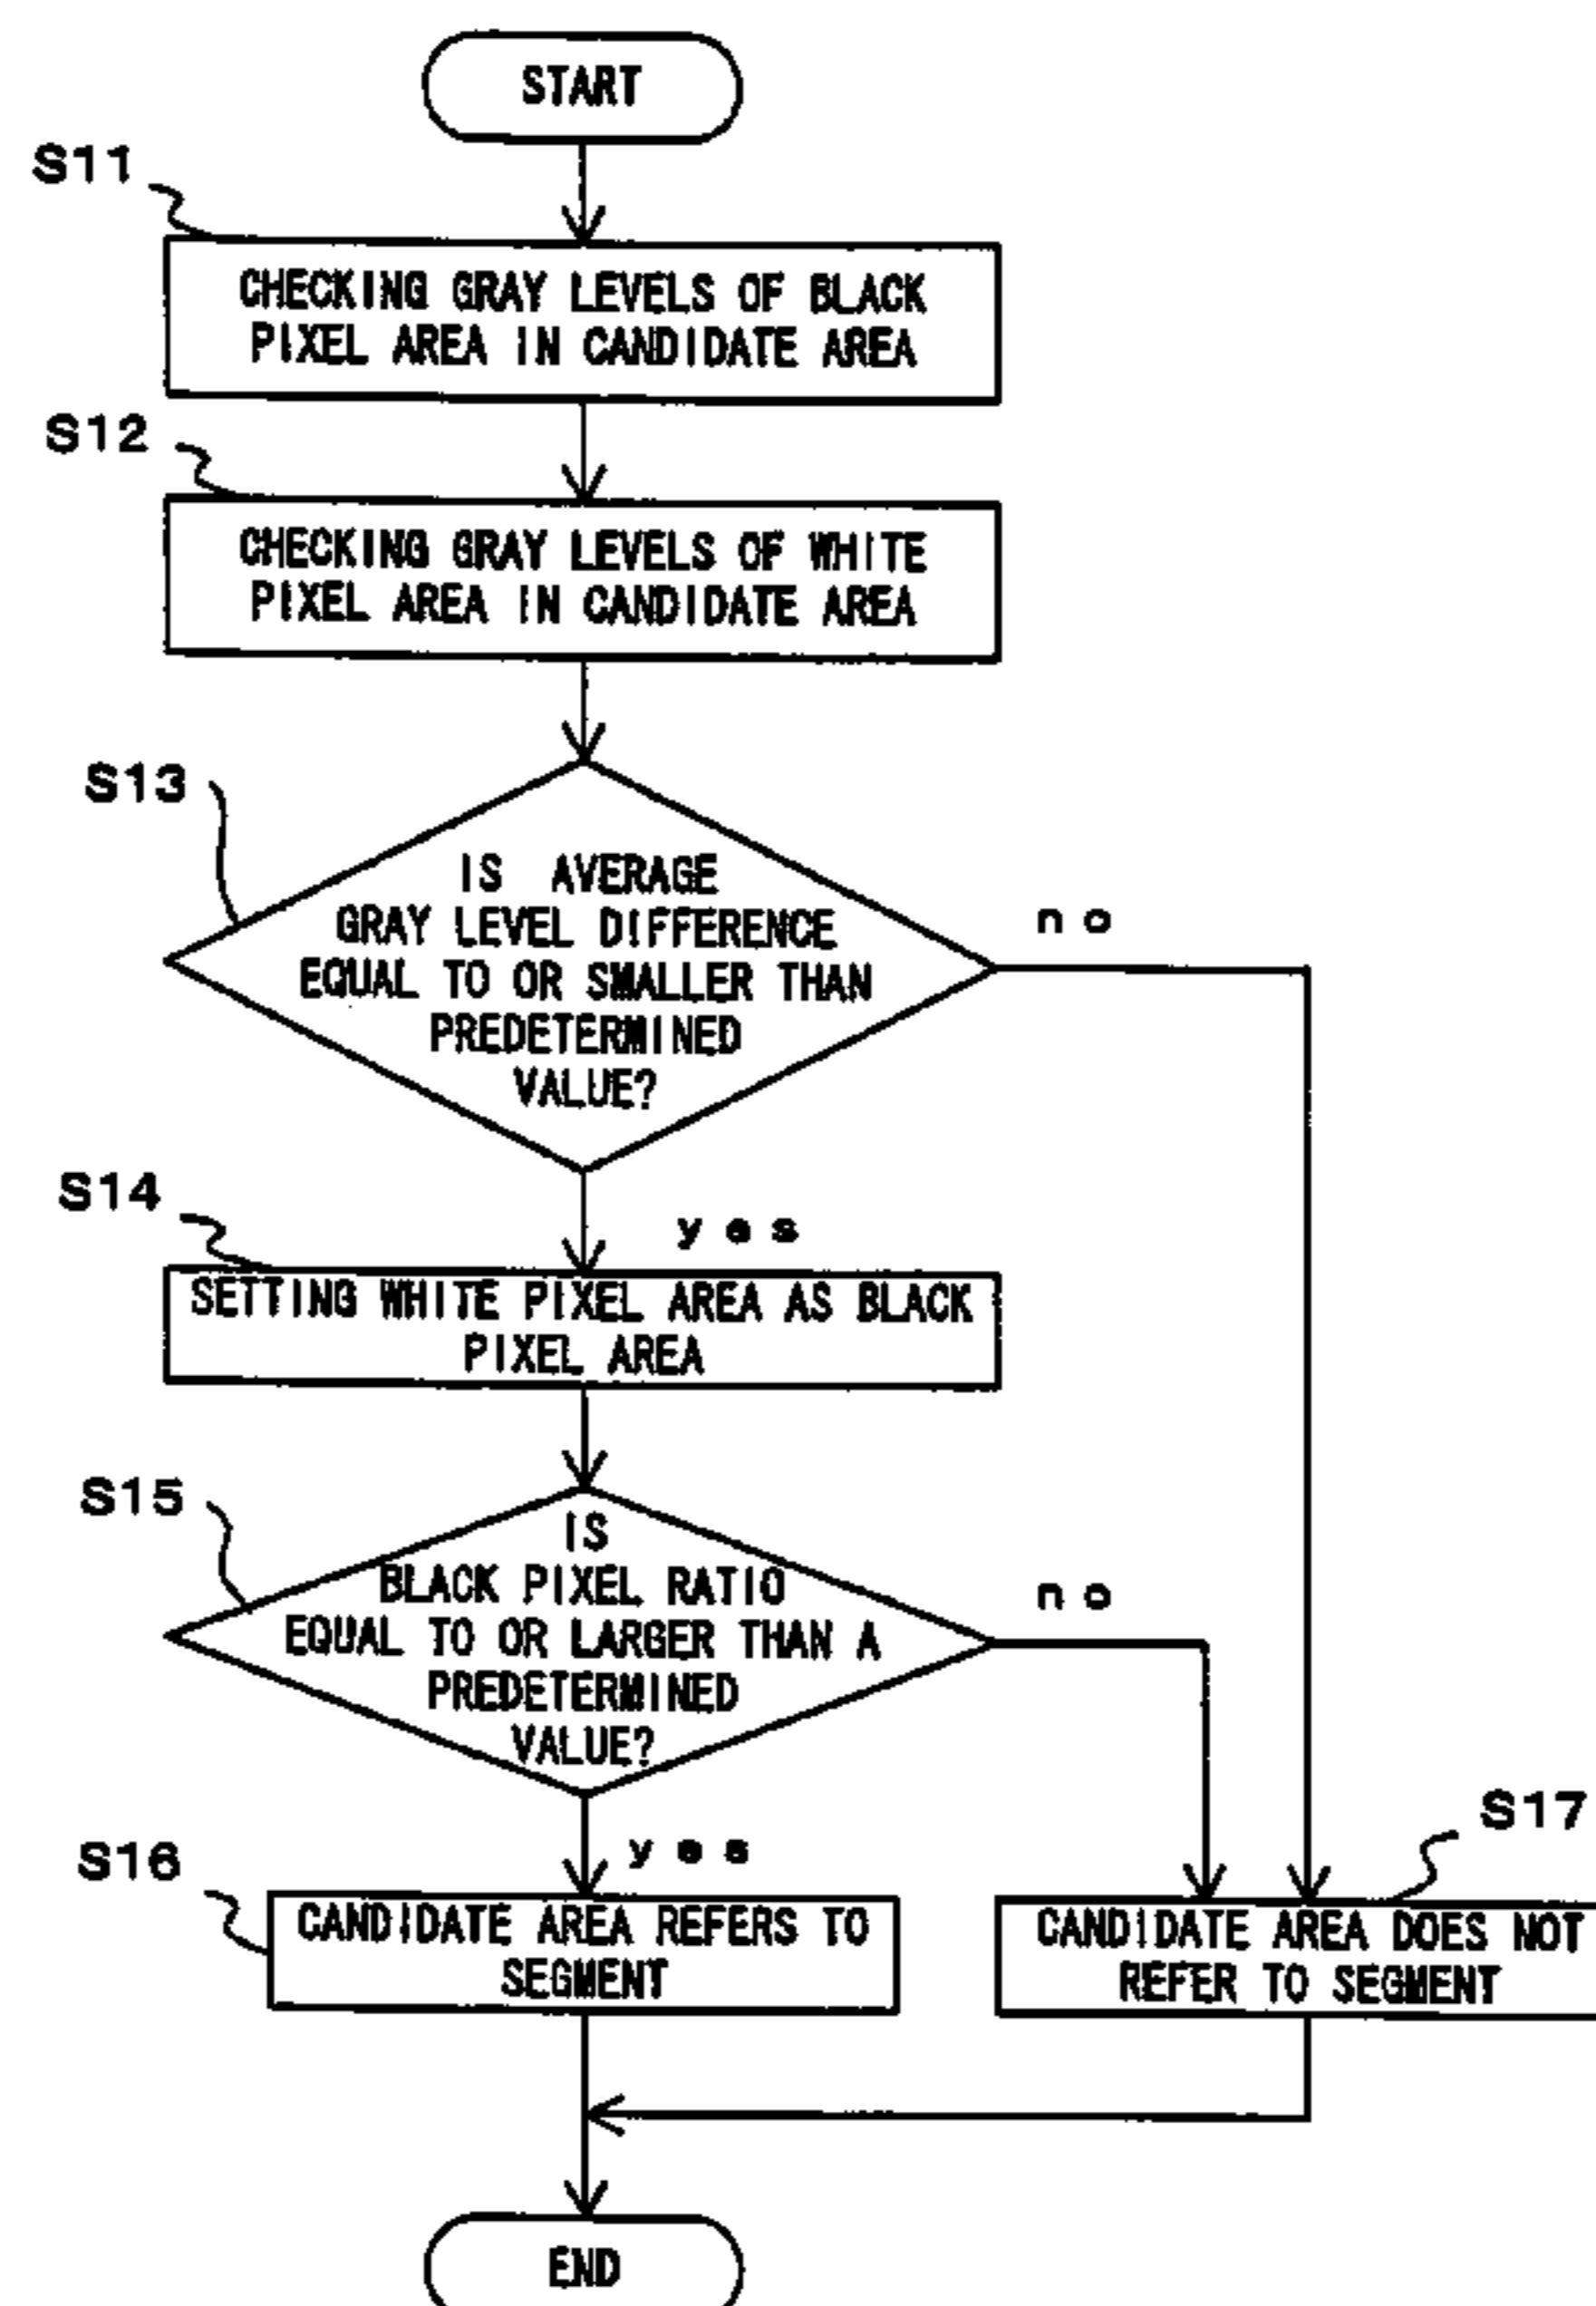 START
S11
CHECKING GRAY LEVELS OF BLACK
PIXEL AREA IN CANDIDATE AREA
S12
CHECKING GRAY LEVELS OF WHITE
PIXEL AREA IN CANDIDATE AREA
S13
IS AVERAGE
GRAY LEVEL DIFFERENCE
EQUAL TO OR SMALLER THAN
PREDETERMINED
VALUE?
no
S14
yes
SETTING WHITE PIXEL AREA AS BLACK
PIXEL AREA
S15
IS
BLACK PIXEL RATIO
EQUAL TO OR LARGER THAN A
PREDETERMINED
VALUE?
no
S16
yes
CANDIDATE AREA REFERS TO
SEGMENT
S17
CANDIDATE AREA DOES NOT
REFER TO SEGMENT
END